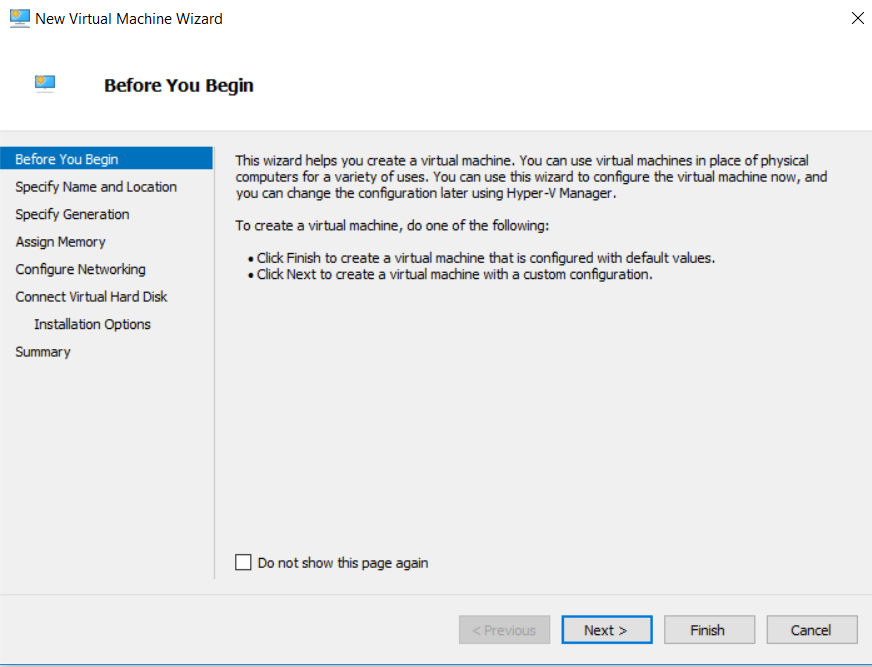 New Virtual Machine Wizard
Before You Begin
Before You Begin
Specify Name and Location
Specify Generation
Assign Memory
Configure Networking
Connect Virtual Hard Disk
Installation Options
Summary
This wizard helps you create a virtual machine. You can use virtual machines in place of physical
computers for a variety of uses. You can use this wizard to configure the virtual machine now, and
you can change the configuration later using Hyper-V Manager.
To create a virtual machine, do one of the following:
• Click Finish to create a virtual machine that is configured with default values.
• Click Next to create a virtual machine with a custom configuration.
Do not show this page again
< Previous
Next >
Finish
Cancel